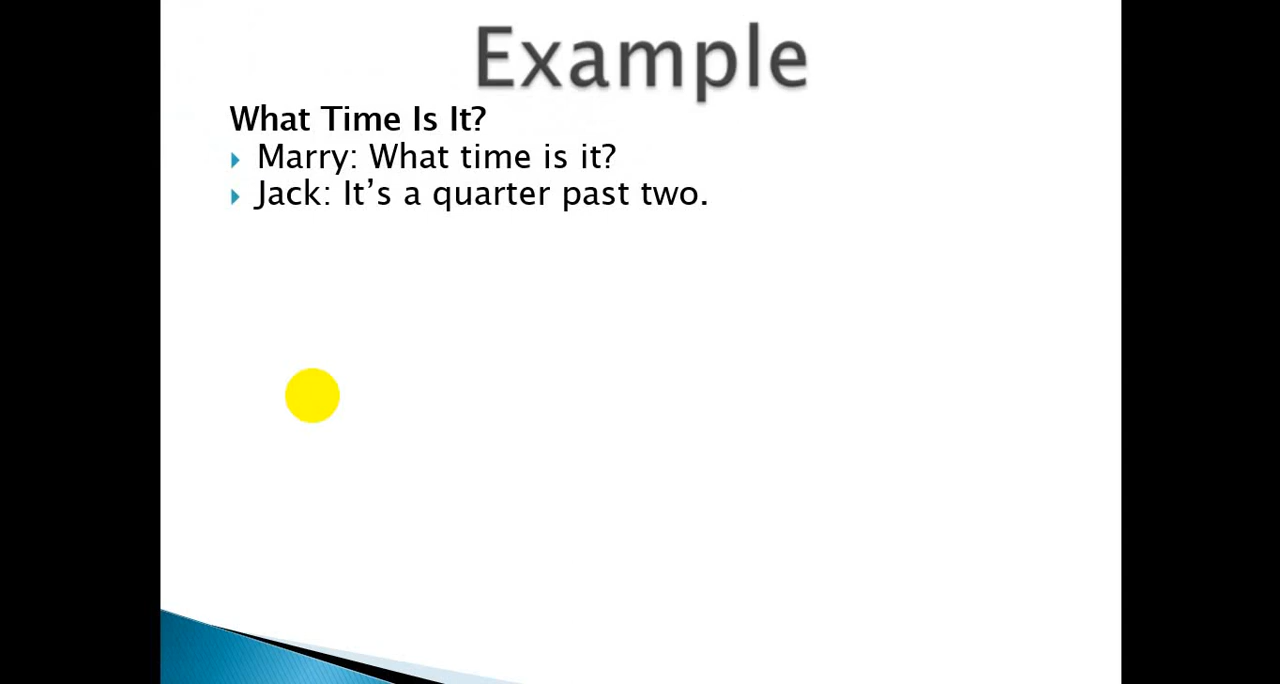 Example
What Time Is It?
Marry: What time is it?
Jack: It’s a quarter past two.